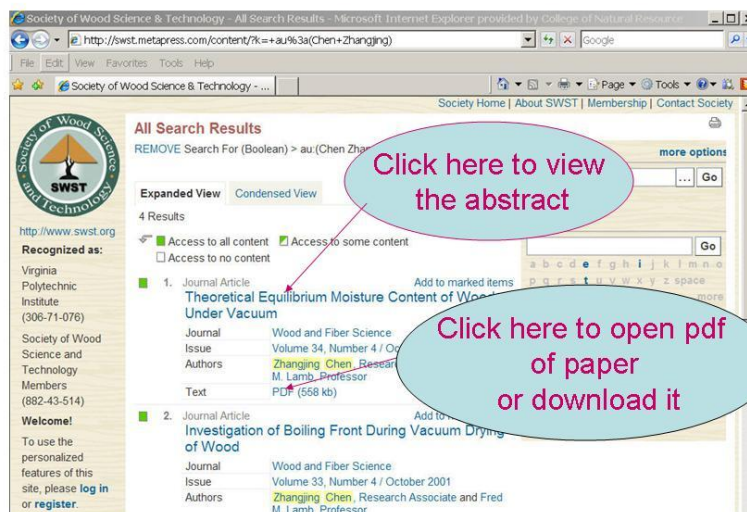 Society of Wood Science & Technology - All Search Results - Microsoft Internet Explorer provided by College of Natural Resource
http://swst.metapress.com/content/?k=+au%3a(Chen+Zhangjing)
Google
File Edit View Favorites Tools Help
Society of Wood Science & Technology - ...
Page Tools
Society Home | About SWST | Membership | Contact Society
Society of Wood Science and Technology
SWST
http://www.swst.org
Recognized as:
Virginia
Polytechnic
Institute
(306-71-076)
Society of Wood
Science and
Technology
Members
(882-43-514)
Welcome!
To use the
personalized
features of this
site, please log in
or register.
All Search Results
REMOVE Search For (Boolean) > au:(Chen
more options
... Go
Click here to view
the abstract
Expanded View Condensed View
4 Results
Access to all content Access to some content
Access to no content
Go
a b c d e f g h i j k l m n o
p q r s t u v w x y z space
more
1. Journal Article Add to marked items
Theoretical Equilibrium Moisture Content of Wood
Under Vacuum
Journal Wood and Fiber Science
Issue Volume 34, Number 4 /
Authors Zhangjing Chen,
M. Lamb, Professor
Text PDF (558 kb)
Click here to open pdf
of paper
or download it
2. Journal Article Add to
Investigation of Boiling Front During Vacuum Drying
of Wood
Journal Wood and Fiber Science
Issue Volume 33, Number 4 / October 2001
Authors Zhangjing Chen, Research Associate and Fred
M. Lamb, Professor